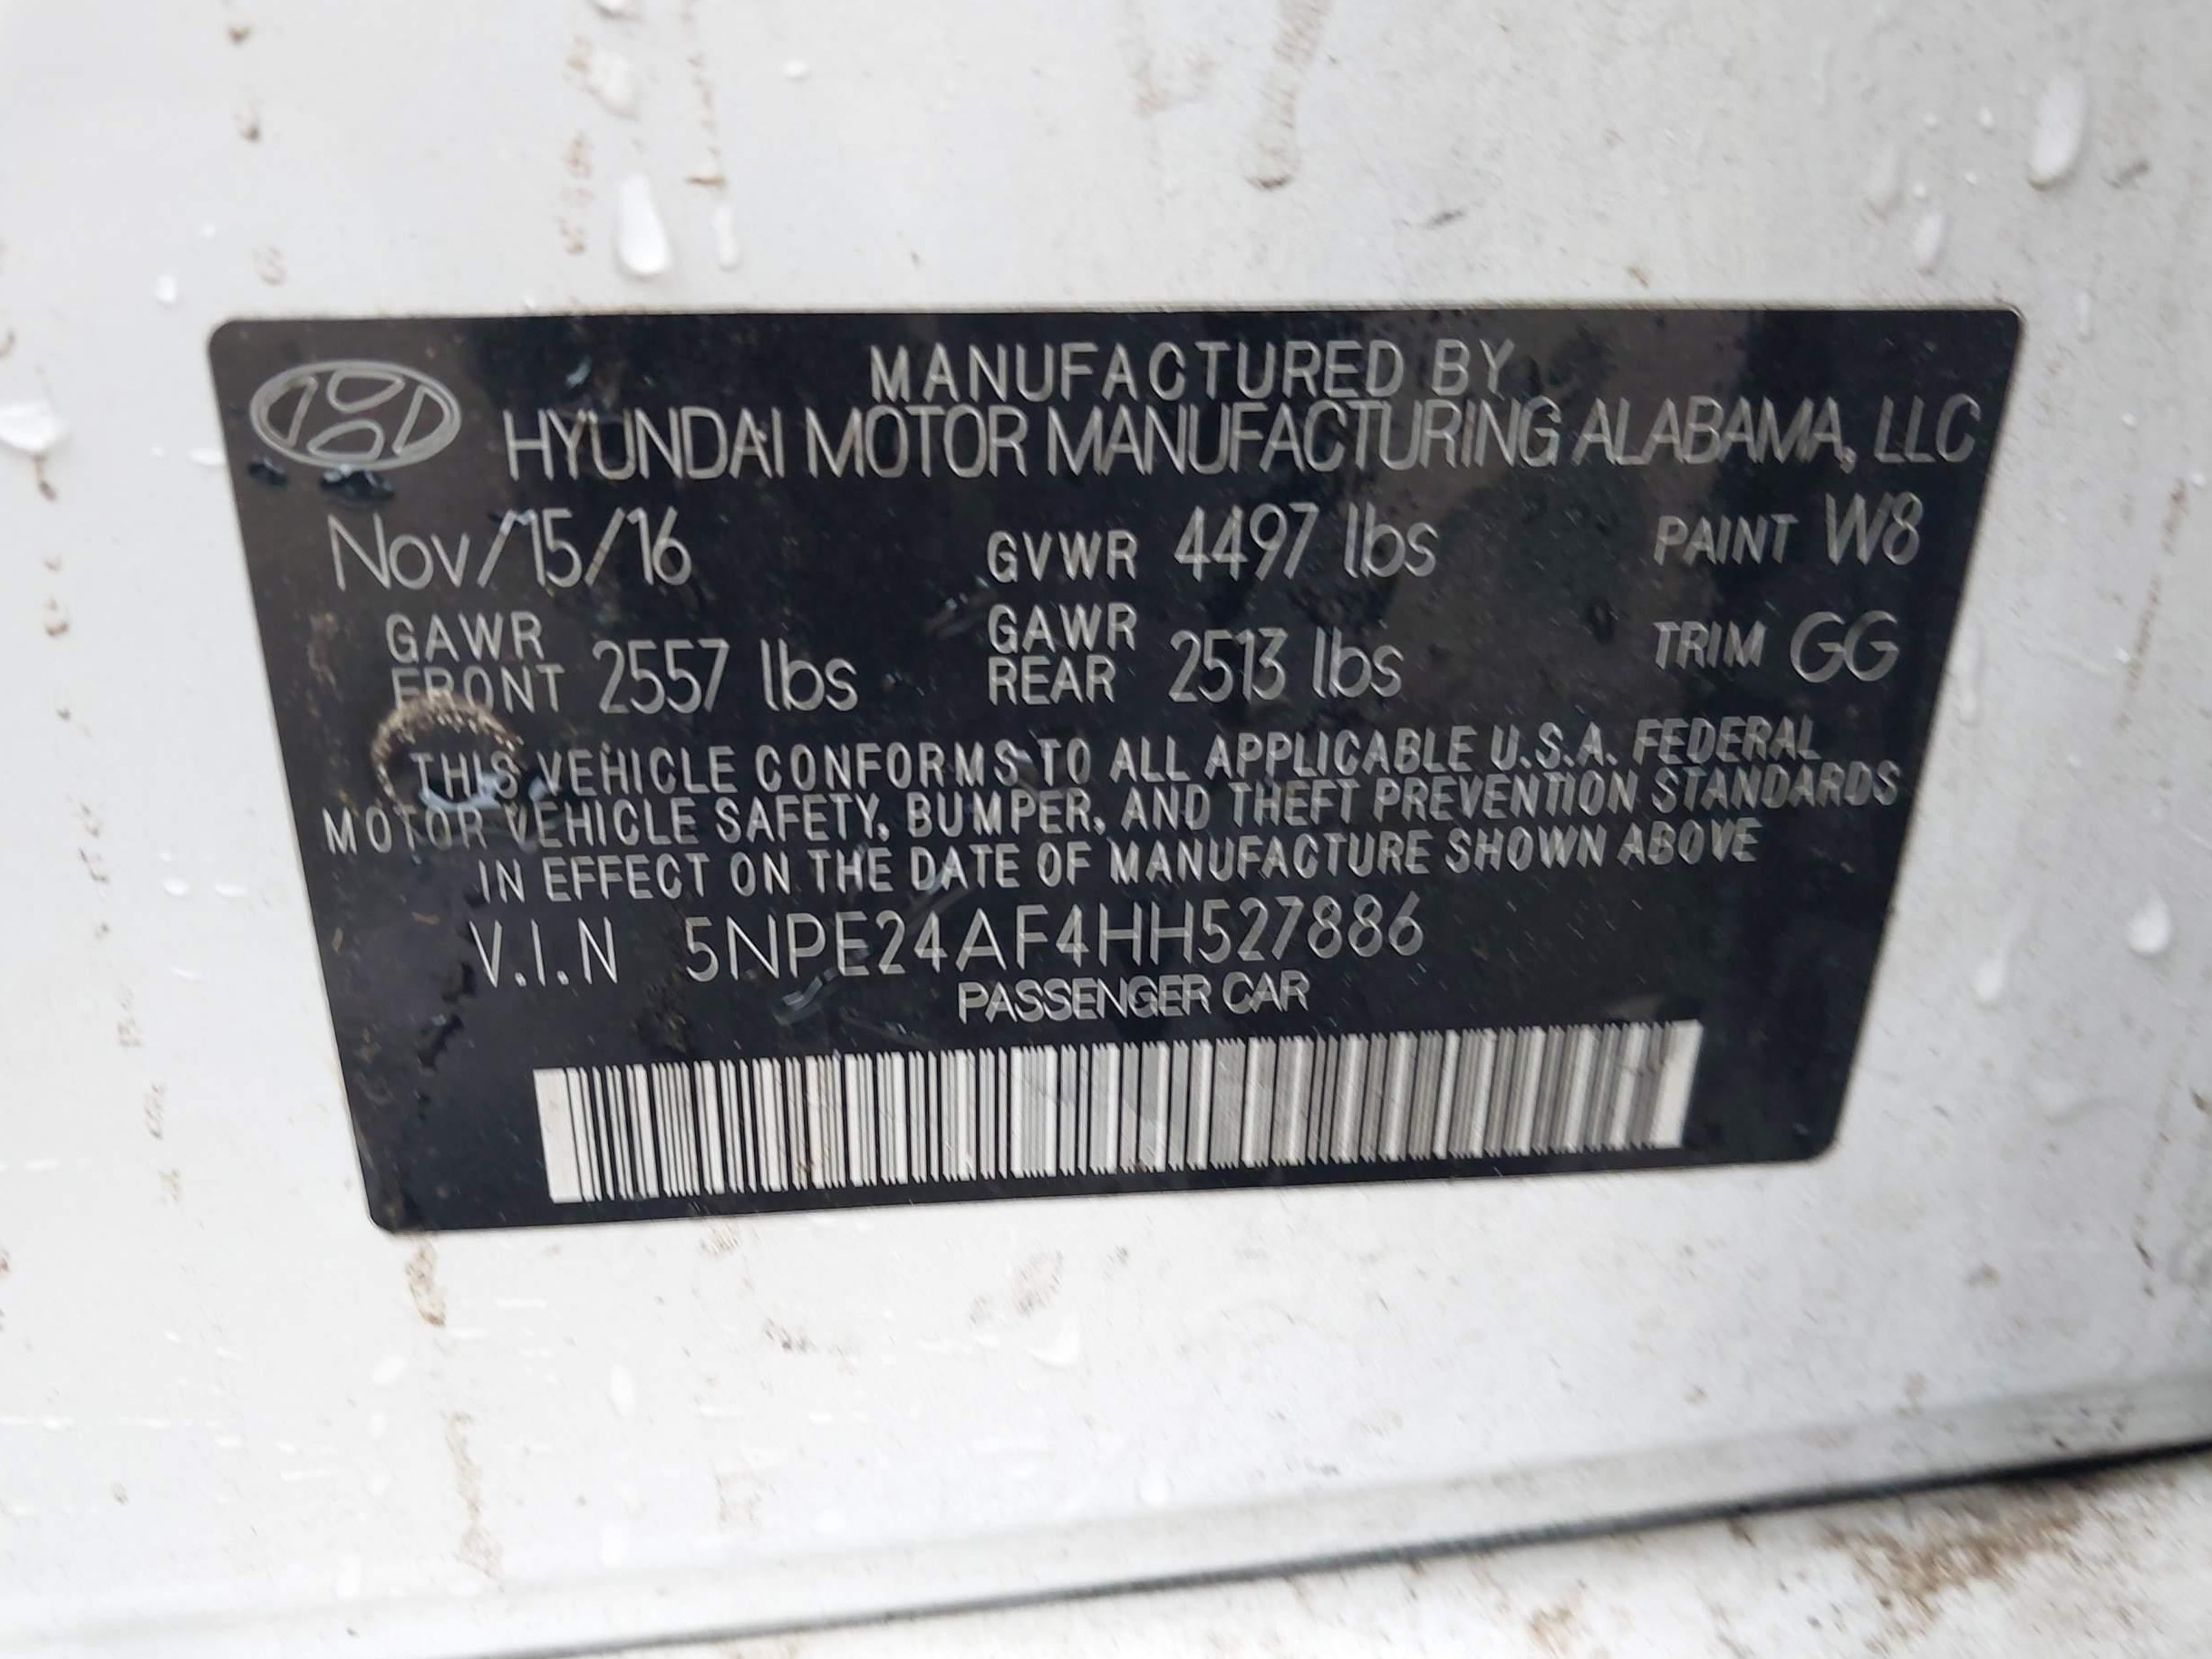 MANUFACTURED BY
HYUNDAI MOTOR MANUFACTURING ALABAMA, LLC
Nov/15/16 GVWR 4497 lbs PAINT W8
GAWR FRONT 2557 lbs GAWR REAR 2513 lbs TRIM GG
THIS VEHICLE CONFORMS TO ALL APPLICABLE U.S.A. FEDERAL
MOTOR VEHICLE SAFETY, BUMPER, AND THEFT PREVENTION STANDARDS
IN EFFECT ON THE DATE OF MANUFACTURE SHOWN ABOVE
V.I.N 5NPE24AF4HH527886
PASSENGER CAR